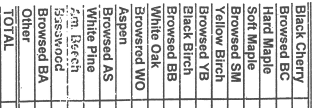 Black Cherry
Browsed BC
Hard Maple
Soft Maple
Browsed SM
Yellow Birch
Browsed YB
Black Birch
Browsed BB
White Oak
Browsrsd WO
Aspen
Browsed AS
White Pine
Am. Beech
Basswood
Browsed BA
Other
TOTAL